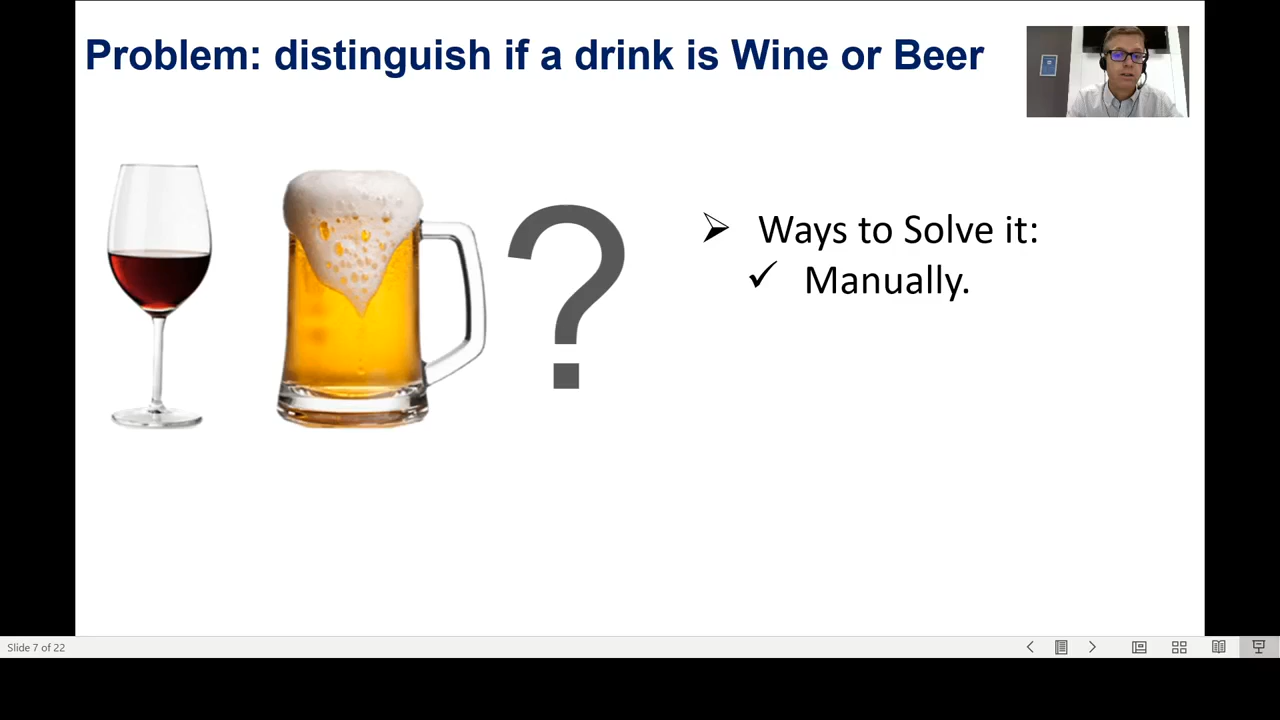 Problem: distinguish if a drink is Wine or Beer
?
Ways to Solve it:
Manually.
Slide 7 of 22